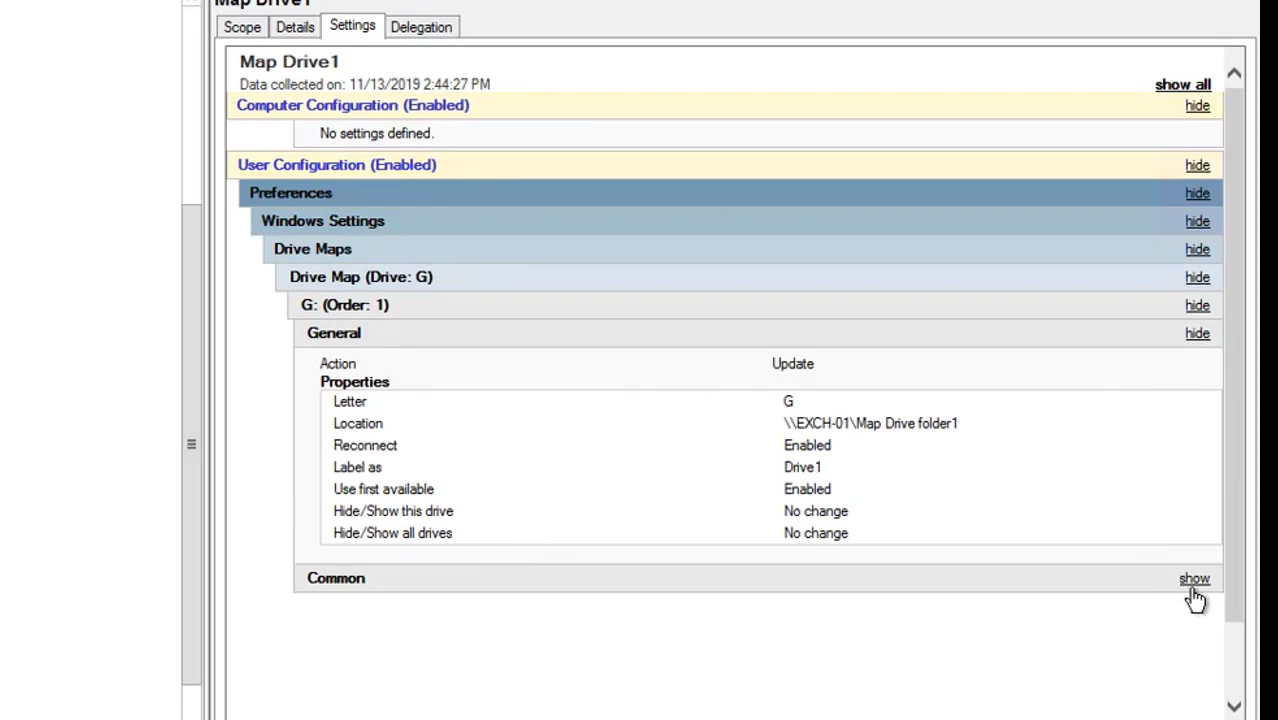 Map Drive1
Scope Details Settings Delegation
Map Drive1
Data collected on: 11/13/2019 2:44:27 PM show all
Computer Configuration (Enabled) hide
No settings defined.
User Configuration (Enabled) hide
Preferences hide
Windows Settings hide
Drive Maps hide
Drive Map (Drive: G) hide
G: (Order: 1) hide
General hide
Action Update
Properties
Letter G
Location \\EXCH-01\Map Drive folder1
Reconnect Enabled
Label as Drive1
Use first available Enabled
Hide/Show this drive No change
Hide/Show all drives No change
Common show